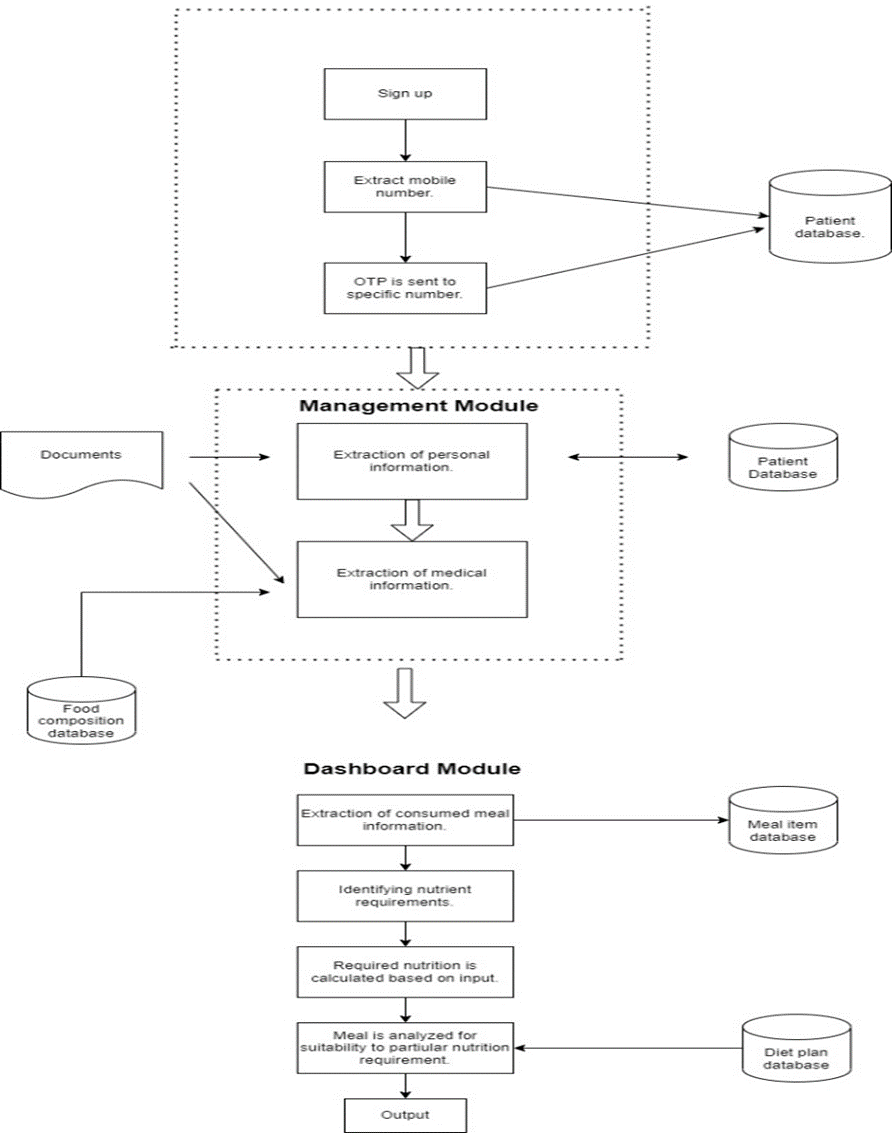 Sign up
Extract mobile
number.
Patient
database.
OTP is sent to
specific number.
Management Module
Documents
Extraction of personal
information.
Patient
Database
Extraction of medical
information.
Food
composition
database
Dashboard Module
Extraction of consumed meal
information.
Meal item
database
Identifying nutrient
requirements.
Required nutrition is
calculated based on input.
Meal is analyzed for
suitability to partiular nutrition
requirement.
Diet plan
database
Output